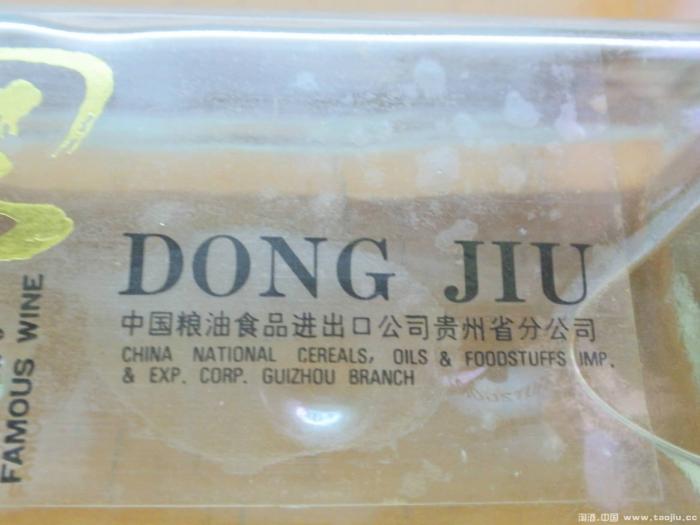 DONG JIU
中国粮油食品进出口公司贵州省分公司
CHINA NATIONAL CEREALS, OILS & FOODSTUFFS IMP.
& EXP. CORP. GUIZHOU BRANCH
FAMOUS WINE
淘酒.中国 www.taojiu.cc